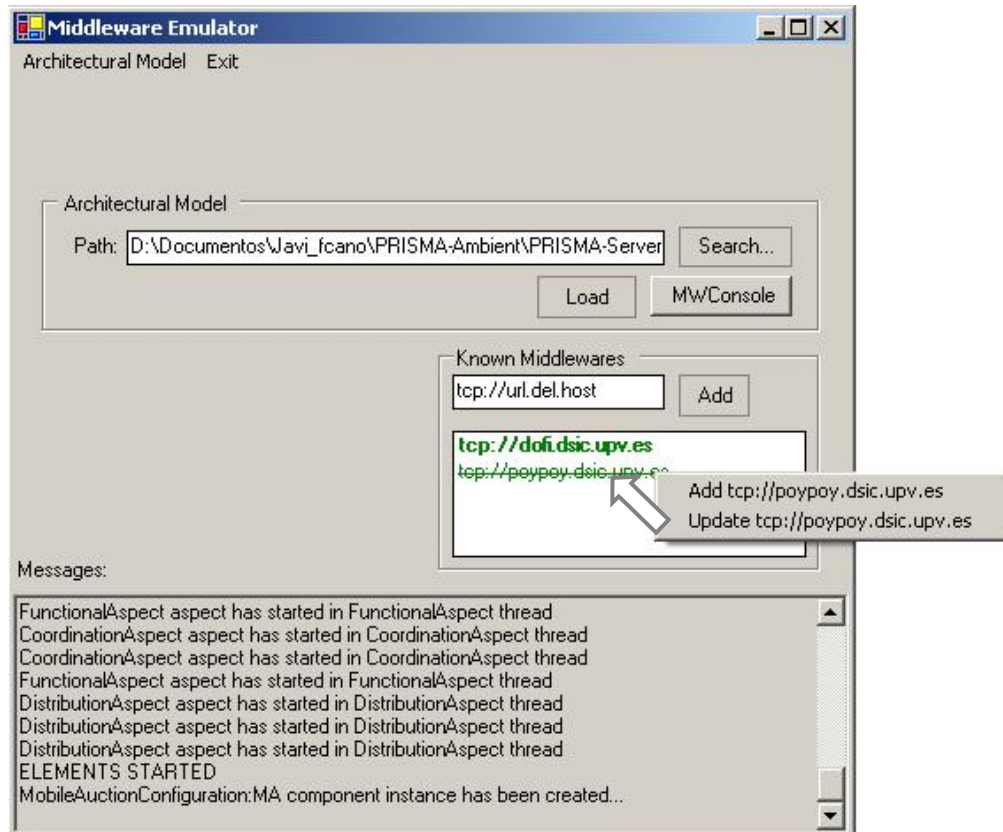 Middleware Emulator
Architectural Model Exit
Architectural Model
Path: D:\Documentos\Javi_fcano\PRISMA-Ambient\PRISMA-Server Search...
Load MWConsole
Known Middlewares
tcp://url.del.host Add
tcp://dofi.dsic.upv.es
tcp://poypoy.dsic.upv.es
Add tcp://poypoy.dsic.upv.es
Update tcp://poypoy.dsic.upv.es
Messages:
FunctionalAspect aspect has started in FunctionalAspect thread
CoordinationAspect aspect has started in CoordinationAspect thread
CoordinationAspect aspect has started in CoordinationAspect thread
FunctionalAspect aspect has started in FunctionalAspect thread
DistributionAspect aspect has started in DistributionAspect thread
DistributionAspect aspect has started in DistributionAspect thread
DistributionAspect aspect has started in DistributionAspect thread
ELEMENTS STARTED
MobileAuctionConfiguration:MA component instance has been created...